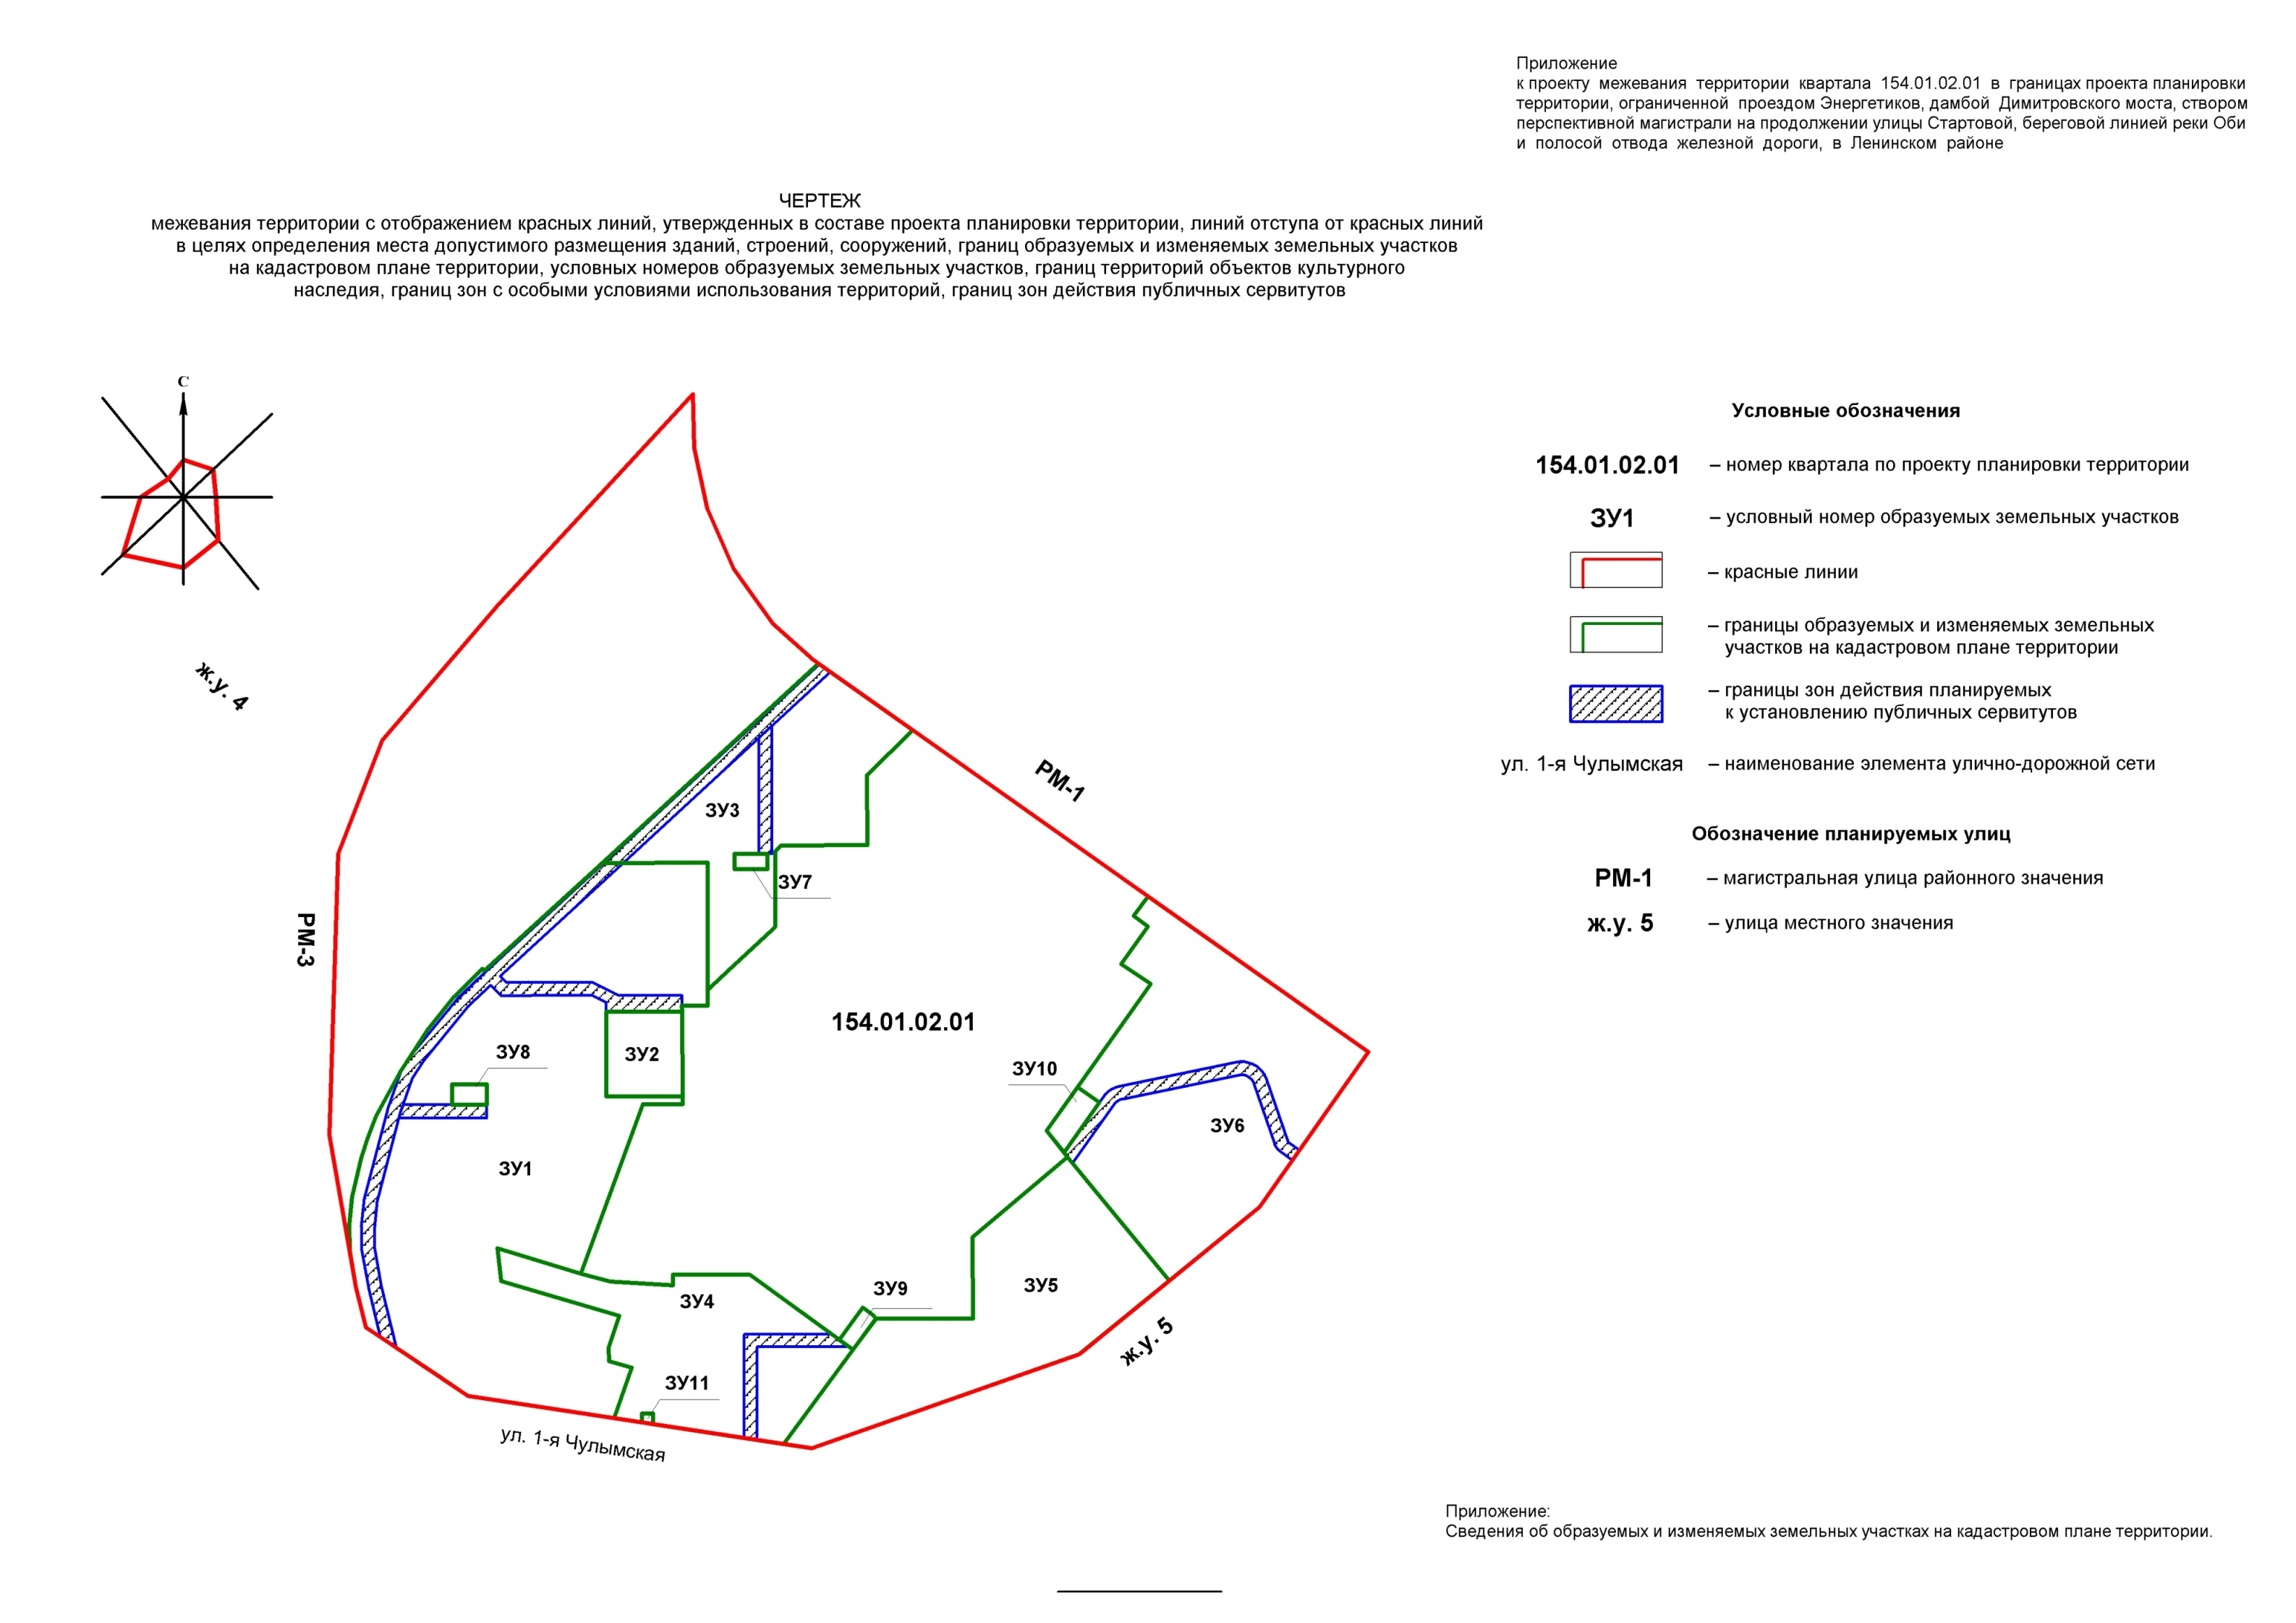 Приложение
к проекту межевания территории квартала 154.01.02.01 в границах проекта планировки
территории, ограниченной проездом Энергетиков, дамбой Димитровского моста, створом
перспективной магистрали на продолжении улицы Стартовой, береговой линией реки Оби
и полосой отвода железной дороги, в Ленинском районе
ЧЕРТЕЖ
межевания территории с отображением красных линий, утвержденных в составе проекта планировки территории, линий отступа от красных линий
в целях определения места допустимого размещения зданий, строений, сооружений, границ образуемых и изменяемых земельных участков
на кадастровом плане территории, условных номеров образуемых земельных участков, границ территорий объектов культурного
наследия, границ зон с особыми условиями использования территорий, границ зон действия публичных сервитутов
С
ж.у. 4
РМ-1
РМ-3
ЗУ3
ЗУ7
154.01.02.01
ЗУ8
ЗУ2
ЗУ10
ЗУ6
ЗУ1
ЗУ9
ЗУ5
ЗУ4
ж.у. 5
ЗУ11
ул. 1-я Чулымская
Условные обозначения
154.01.02.01 – номер квартала по проекту планировки территории
ЗУ1 – условный номер образуемых земельных участков
– красные линии
– границы образуемых и изменяемых земельных
участков на кадастровом плане территории
– границы зон действия планируемых
к установлению публичных сервитутов
ул. 1-я Чулымская – наименование элемента улично-дорожной сети
Обозначение планируемых улиц
РМ-1 – магистральная улица районного значения
ж.у. 5 – улица местного значения
Приложение:
Сведения об образуемых и изменяемых земельных участках на кадастровом плане территории.